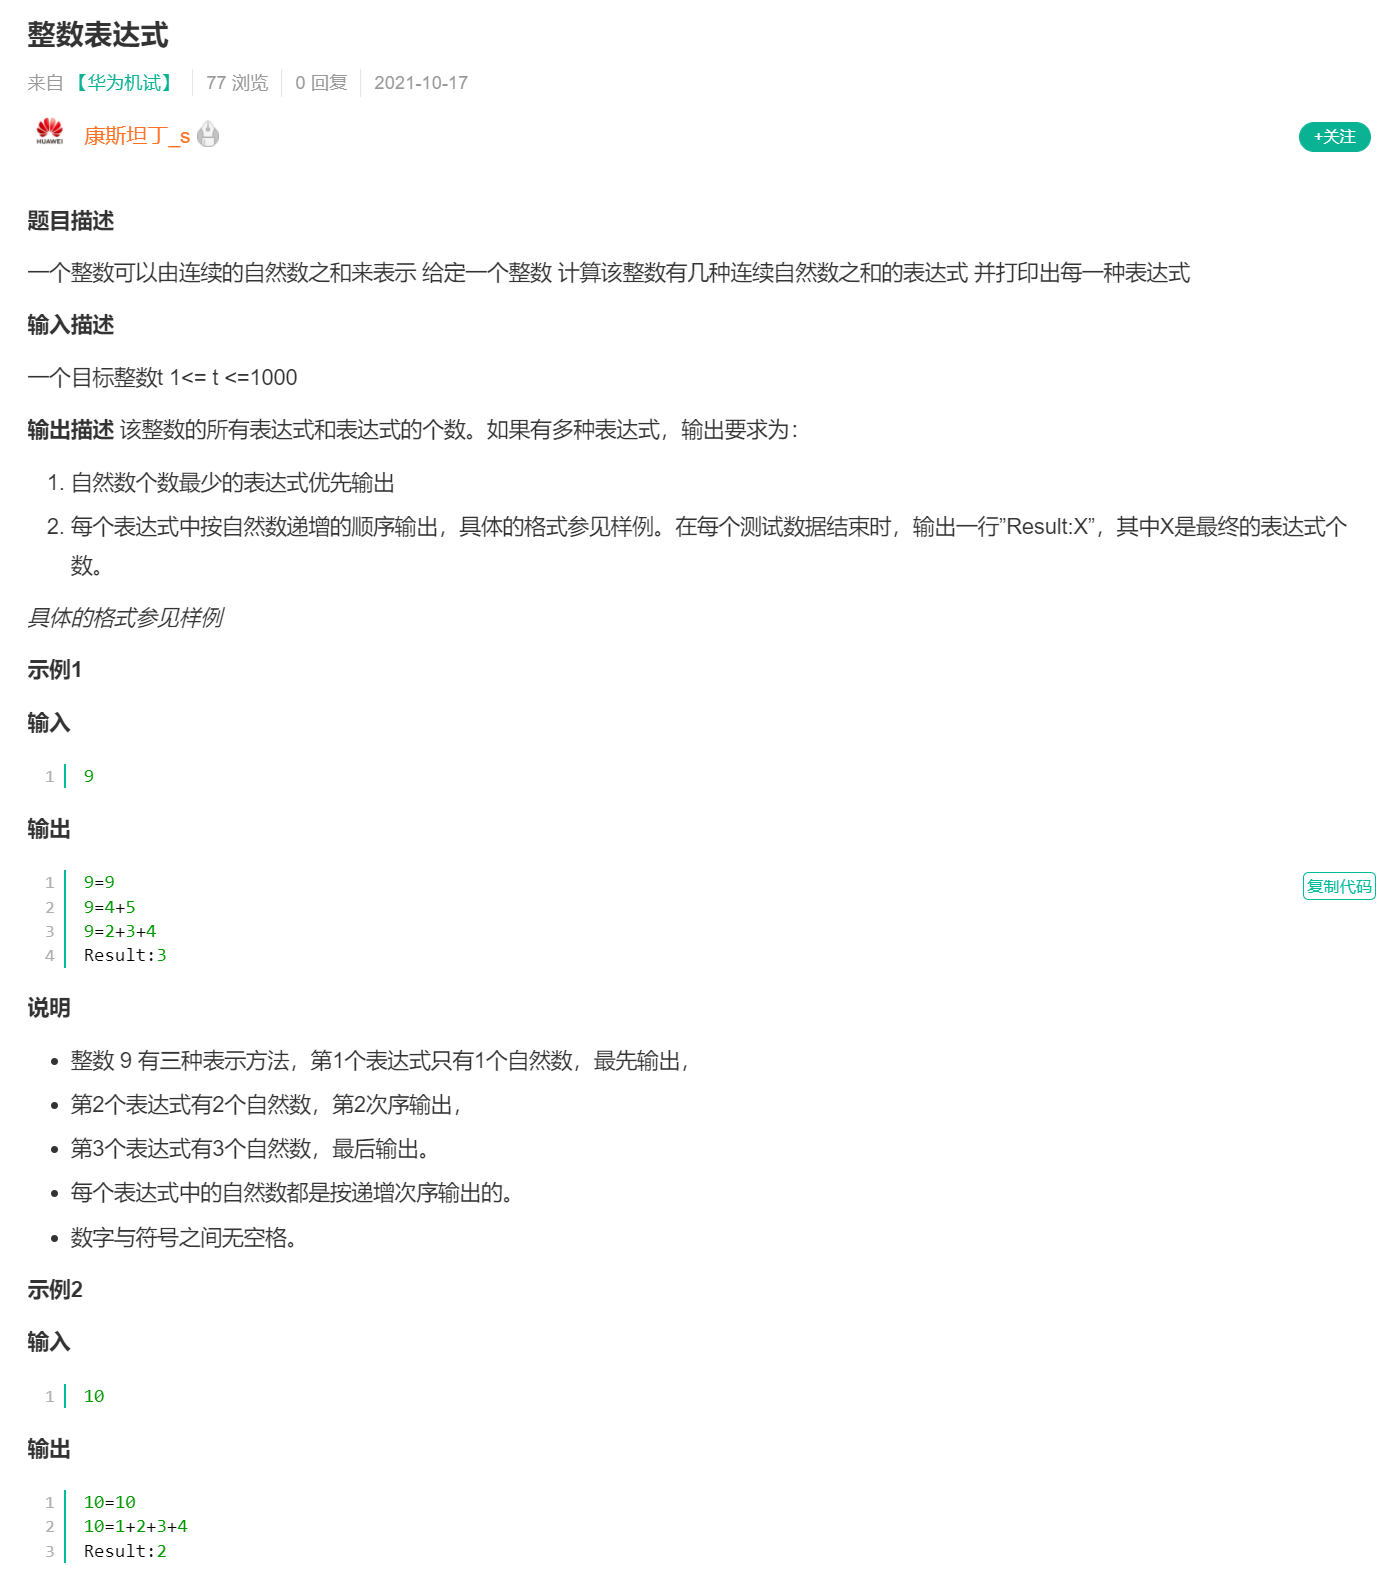 整数表达式
来自 【华为机试】 77 浏览 0 回复 2021-10-17
HUAWEI 康斯坦丁_s +关注
题目描述
一个整数可以由连续的自然数之和来表示 给定一个整数 计算该整数有几种连续自然数之和的表达式 并打印出每一种表达式
输入描述
一个目标整数t 1<= t <=1000
输出描述 该整数的所有表达式和表达式的个数。如果有多种表达式，输出要求为：
1. 自然数个数最少的表达式优先输出
2. 每个表达式中按自然数递增的顺序输出，具体的格式参见样例。在每个测试数据结束时，输出一行”Result:X”，其中X是最终的表达式个
数。
具体的格式参见样例
示例1
输入
1 9
输出
1 9=9 复制代码
2 9=4+5
3 9=2+3+4
4 Result:3
说明
• 整数 9 有三种表示方法，第1个表达式只有1个自然数，最先输出，
• 第2个表达式有2个自然数，第2次序输出，
• 第3个表达式有3个自然数，最后输出。
• 每个表达式中的自然数都是按递增次序输出的。
• 数字与符号之间无空格。
示例2
输入
1 10
输出
1 10=10
2 10=1+2+3+4
3 Result:2